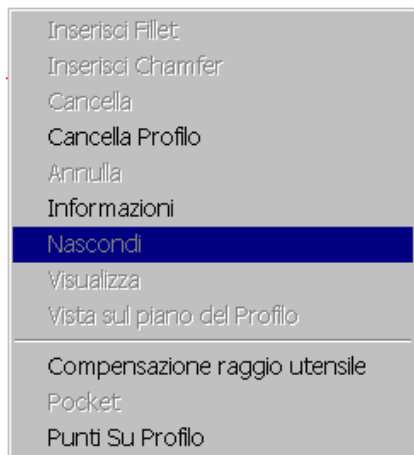 Inserisci Fillet
Inserisci Chamfer
Cancella
Cancella Profilo
Annulla
Informazioni
Nascondi
Visualizza
Vista sul piano del Profilo
Compensazione raggio utensile
Pocket
Punti Su Profilo